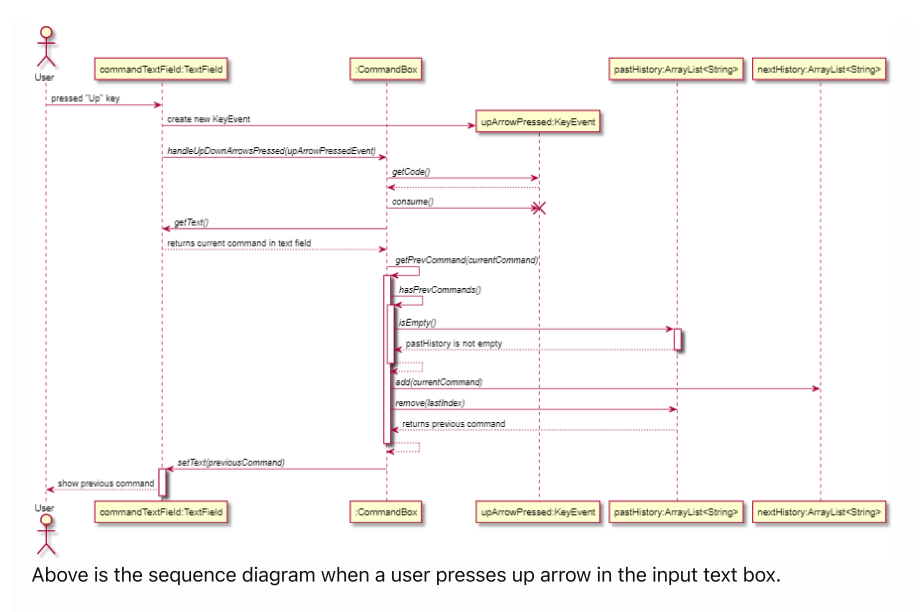 User
commandTextField:TextField
:CommandBox
pastHistory:ArrayList<String>
nextHistory:ArrayList<String>
pressed "Up" key
create new KeyEvent
upArrowPressed:KeyEvent
handleUpDownArrowsPressed(upArrowPressedEvent)
getCode()
consume()
getText()
returns current command in text field
getPrevCommand(currentCommand)
hasPrevCommands()
isEmpty()
pastHistory is not empty
add(currentCommand)
remove(lastIndex)
returns previous command
setText(previousCommand)
show previous command
User
commandTextField:TextField
:CommandBox
upArrowPressed:KeyEvent
pastHistory:ArrayList<String>
nextHistory:ArrayList<String>
Above is the sequence diagram when a user presses up arrow in the input text box.